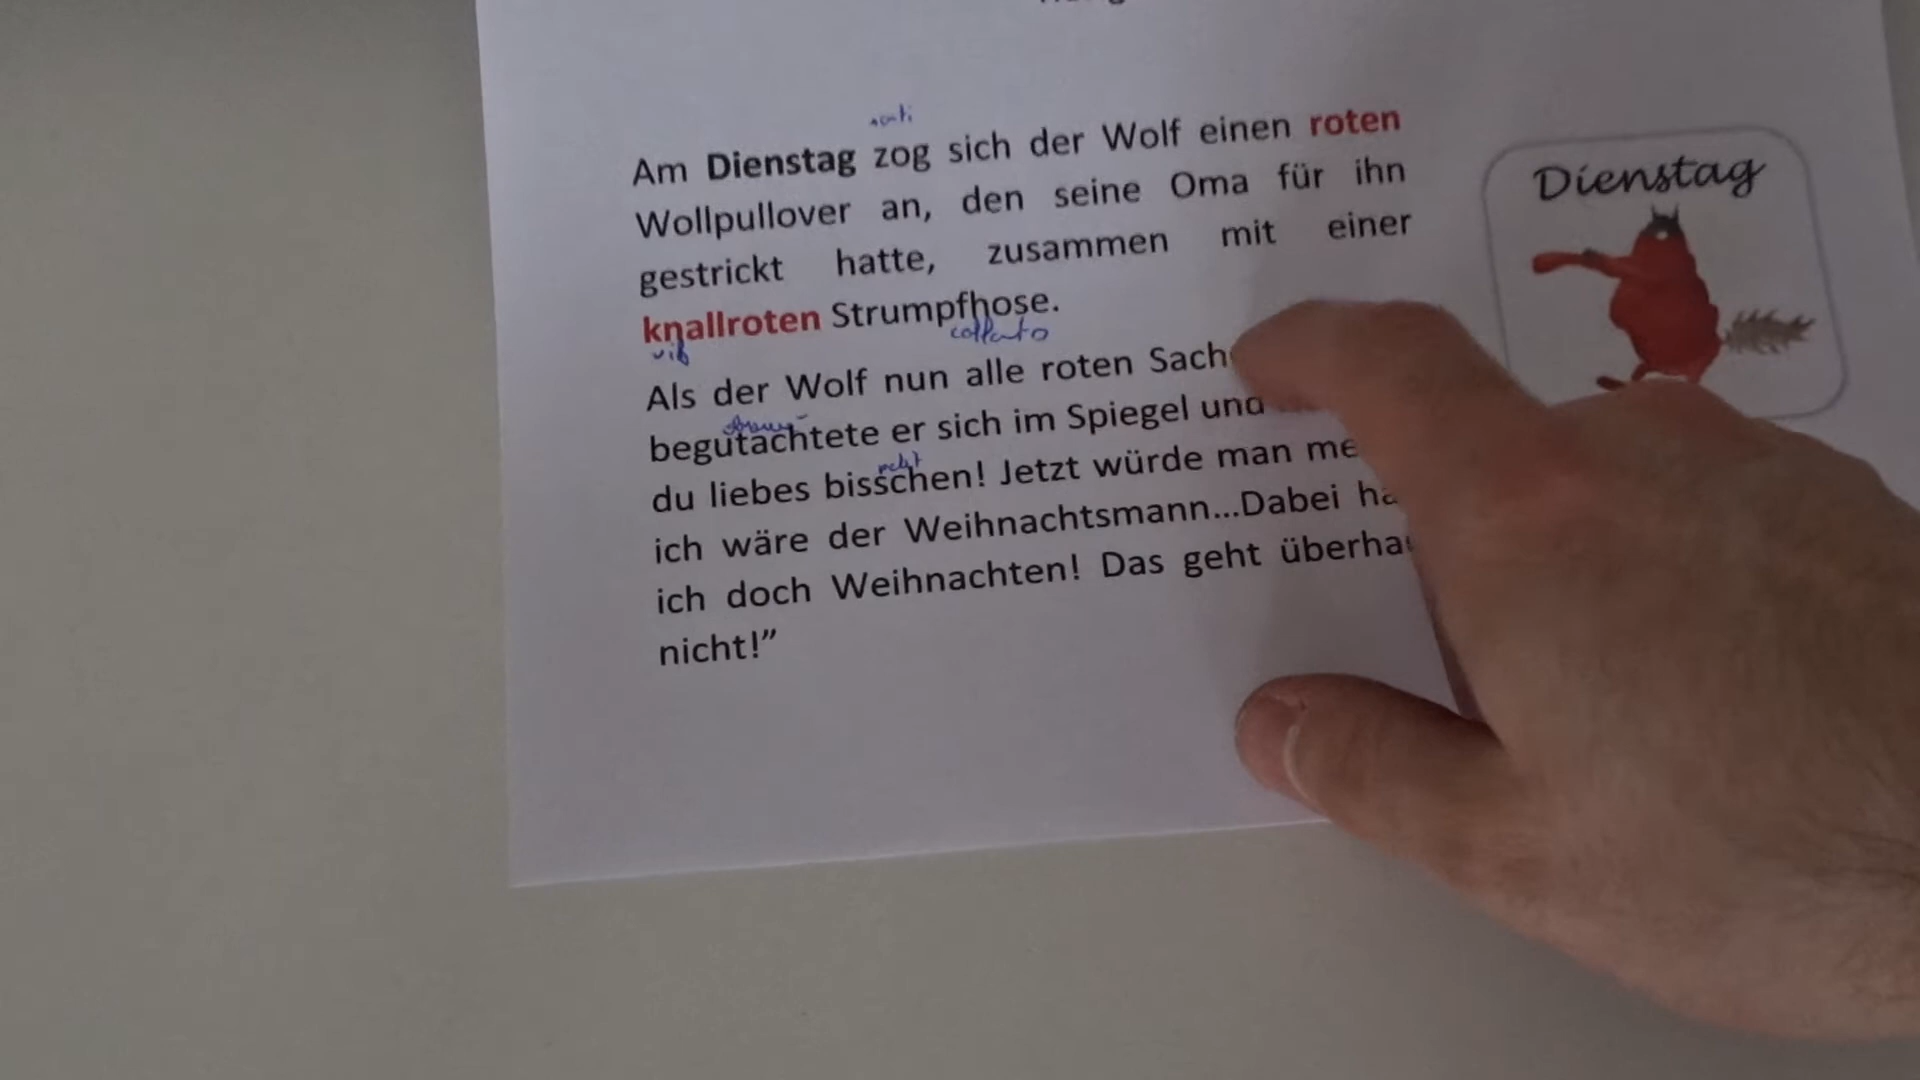 Am Dienstag zog sich der Wolf einen roten
Wollpullover an, den seine Oma für ihn
gestrickt hatte, zusammen mit einer
knallroten Strumpfhose.
vif
Als der Wolf nun alle roten Sach
begutachtete er sich im Spiegel und
du liebes bisschen! Jetzt würde man me
ich wäre der Weihnachtsmann...Dabei ha
ich doch Weihnachten! Das geht überha
nicht!”
Dienstag